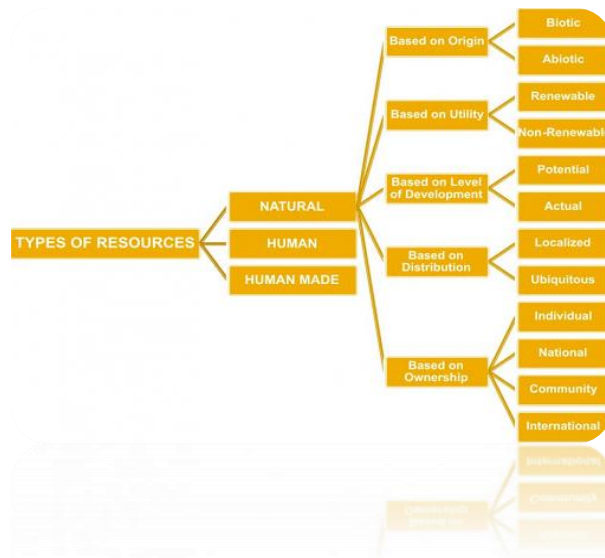 TYPES OF RESOURCES
NATURAL
HUMAN
HUMAN MADE
Based on Origin
Biotic
Abiotic
Based on Utility
Renewable
Non-Renewabl
Based on Level
of Development
Potential
Actual
Based on
Distribution
Localized
Ubiquitous
Based on
Ownership
Individual
National
Community
International